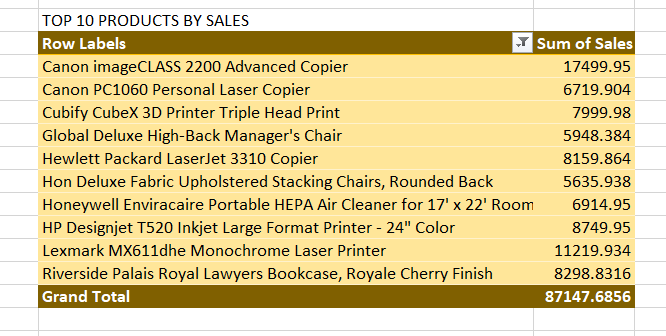 TOP 10 PRODUCTS BY SALES
Row Labels Sum of Sales
Canon imageCLASS 2200 Advanced Copier 17499.95
Canon PC1060 Personal Laser Copier 6719.904
Cubify CubeX 3D Printer Triple Head Print 7999.98
Global Deluxe High-Back Manager's Chair 5948.384
Hewlett Packard LaserJet 3310 Copier 8159.864
Hon Deluxe Fabric Upholstered Stacking Chairs, Rounded Back 5635.938
Honeywell Enviracaire Portable HEPA Air Cleaner for 17' x 22' Room 6914.95
HP Designjet T520 Inkjet Large Format Printer - 24" Color 8749.95
Lexmark MX611dhe Monochrome Laser Printer 11219.934
Riverside Palais Royal Lawyers Bookcase, Royale Cherry Finish 8298.8316
Grand Total 87147.6856